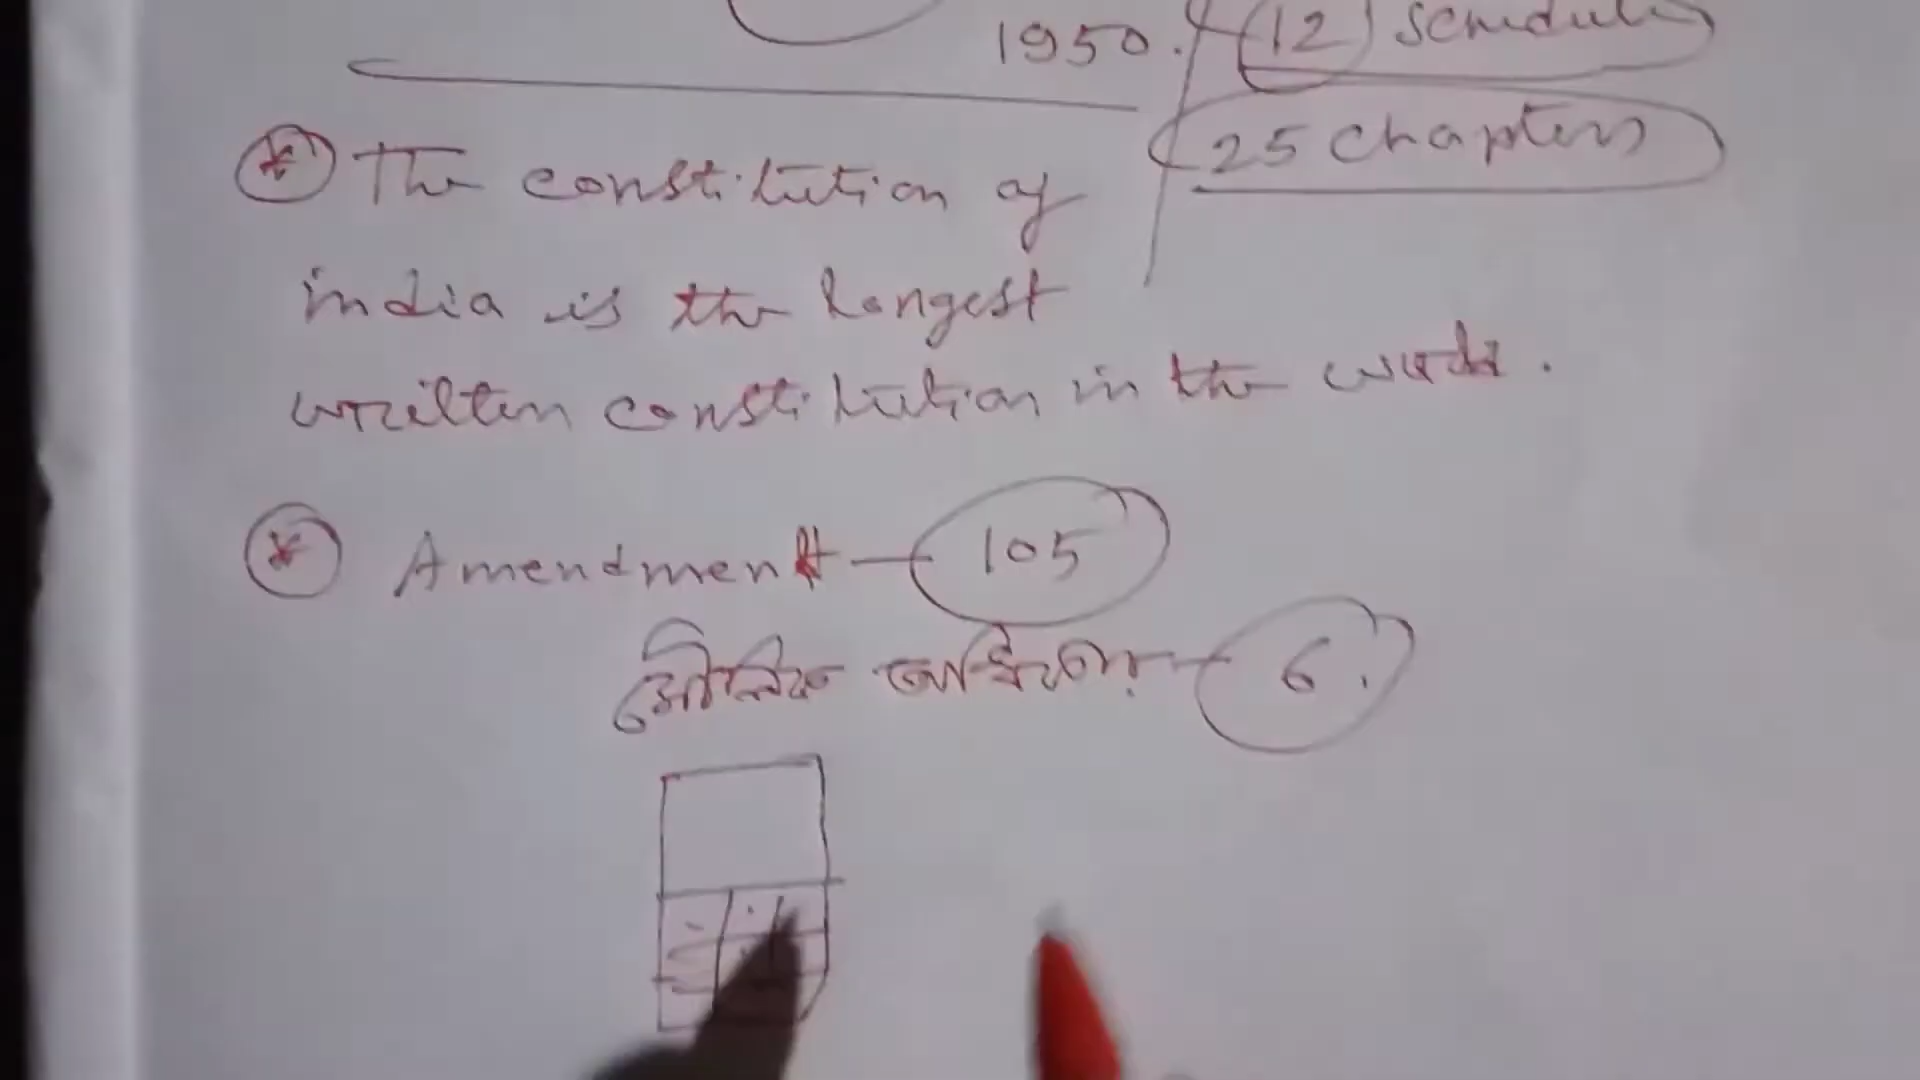 1950. 12 Schedule
25 Chapters
The constitution of
india is the longest
written constitution in the world.
Amendment - 105
মৌলিক অধিকার - 6.